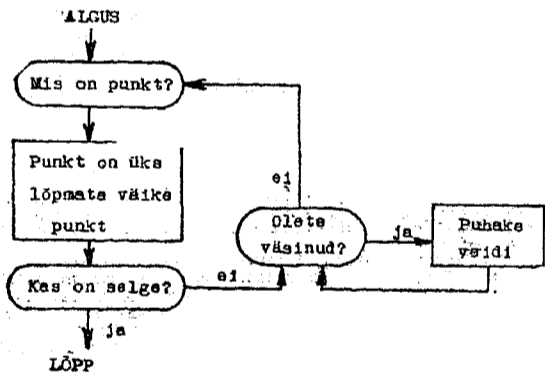 ALGUS
Mis on punkt?
Punkt on üks
lõpmata väike
punkt
Kas on selge?
ei
ja
LÕPP
ei
Olete
väsinud?
ja
Puhake
veidi